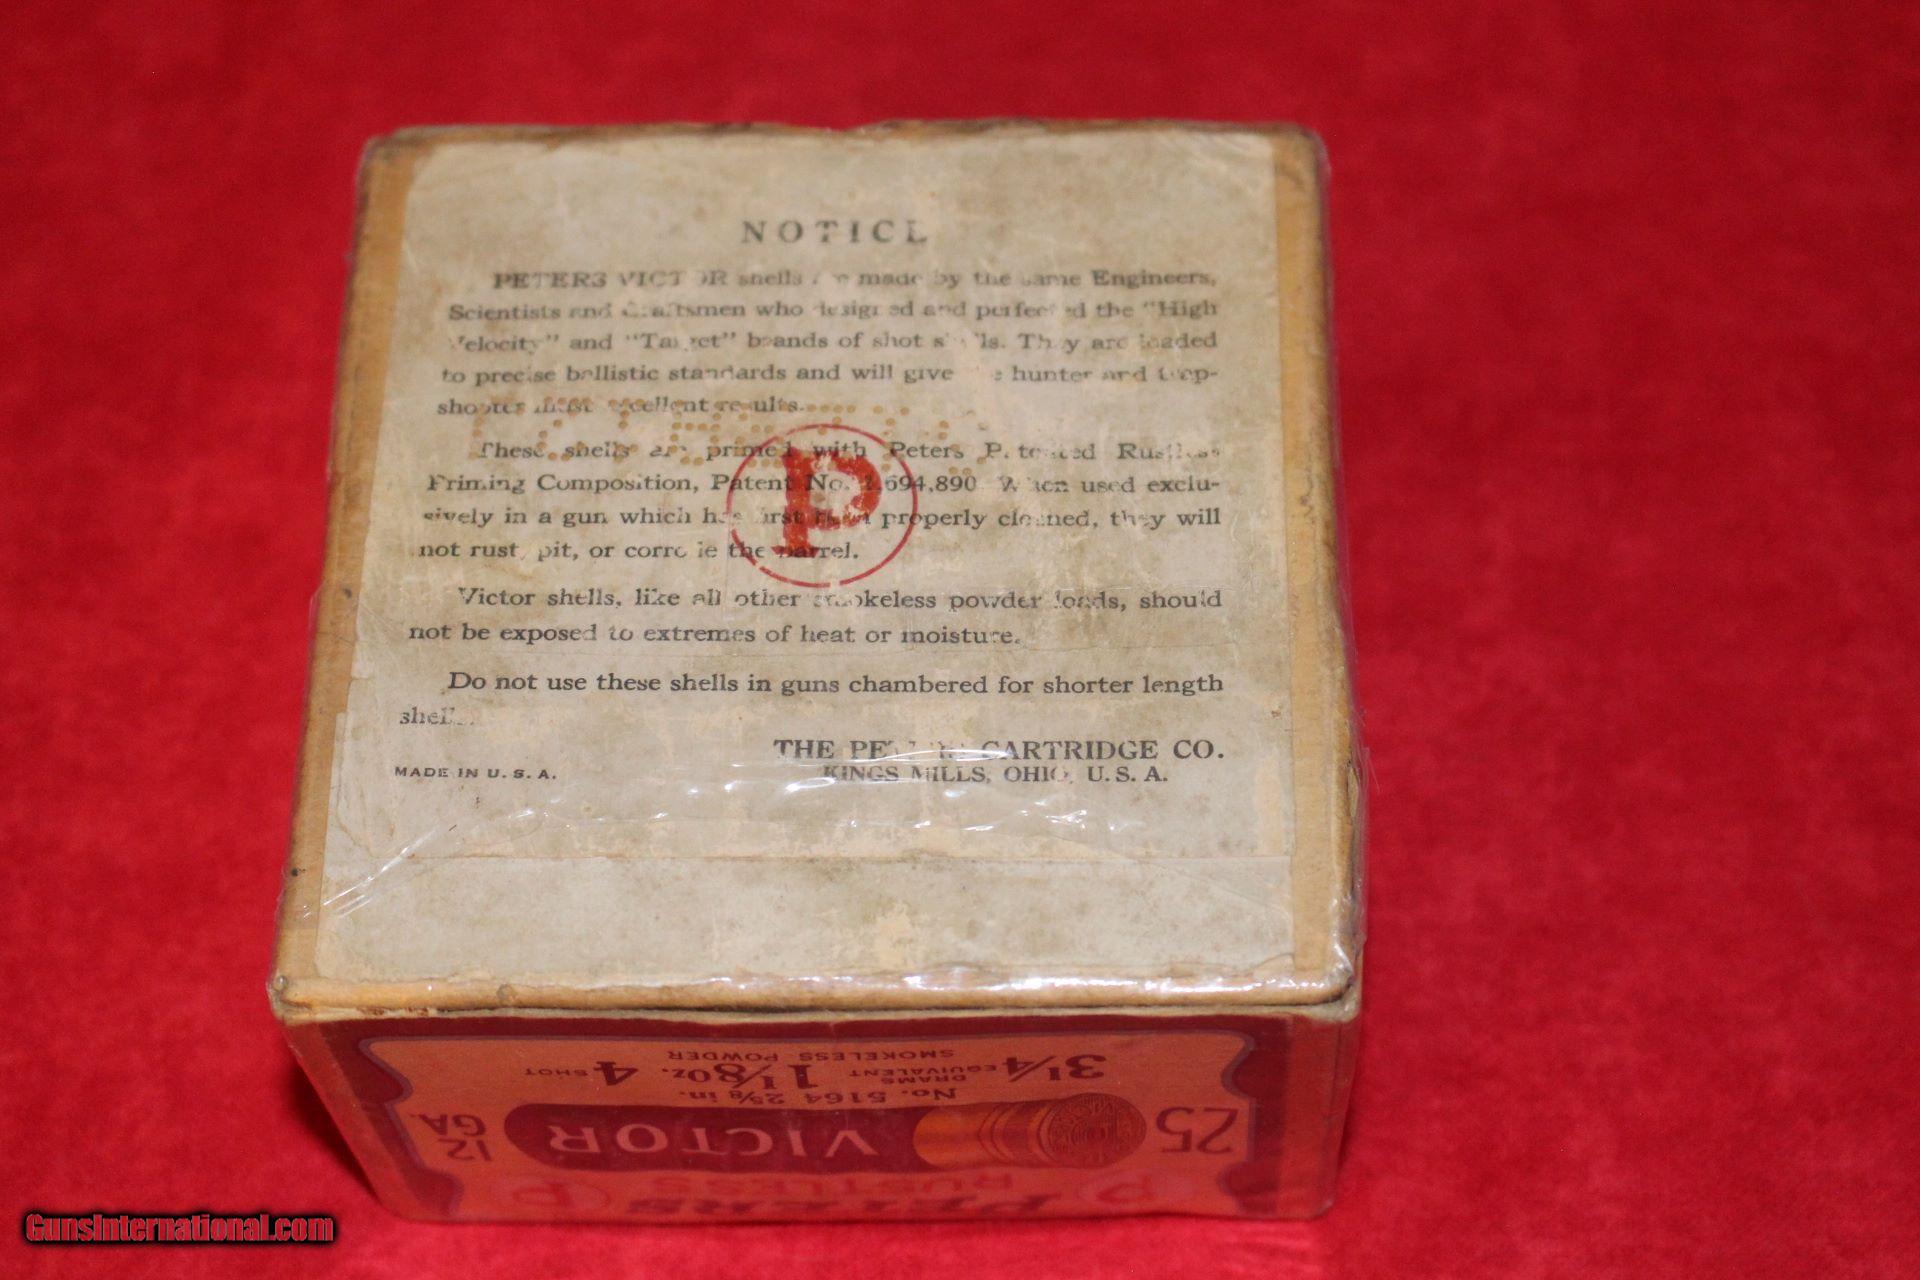 NOTICE
PETERS VICTOR shells are made by the same Engineers,
Scientists and Craftsmen who designed and perfected the "High
Velocity" and "Target" brands of shot shells. They are loaded
to precise ballistic standards and will give the hunter and trap-
shooter most excellent results.
These shells are primed with Peters Patented Rustless
Priming Composition, Patent No. 1,694,890. When used exclu-
sively in a gun which has first been properly cleaned, they will
not rust, pit, or corrode the barrel.
Victor shells, like all other smokeless powder loads, should
not be exposed to extremes of heat or moisture.
Do not use these shells in guns chambered for shorter length
shells.
THE PETERS CARTRIDGE CO.
MADE IN U.S.A. KINGS MILLS, OHIO, U.S.A.
P
PETERS
P RUSTLESS P
25 VICTOR 12 GA.
No. 5164 2 5/8 in.
3 1/4 DRAMS EQUIVALENT 1 1/8 OZ. 4 SHOT
SMOKELESS POWDER
GunsInternational.com